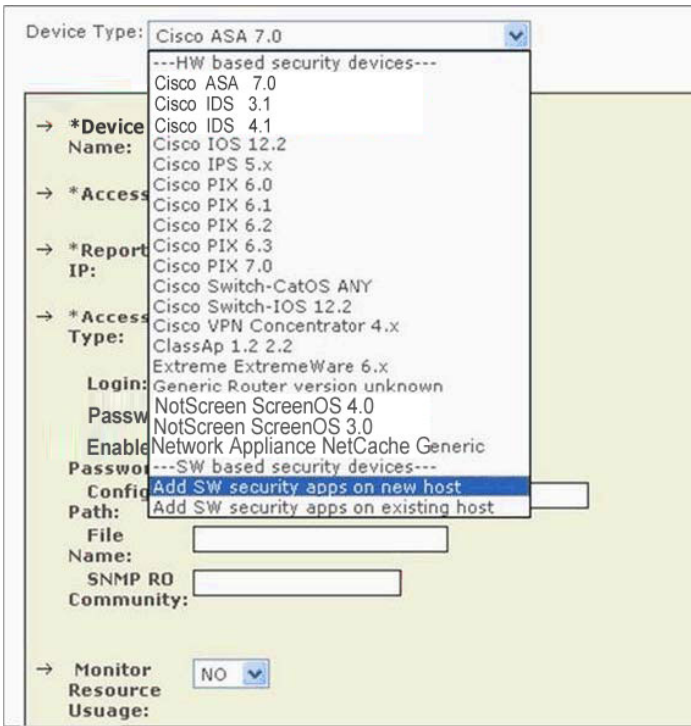 Device Type: Cisco ASA 7.0
---HW based security devices---
Cisco ASA 7.0
Cisco IDS 3.1
Cisco IDS 4.1
Cisco IOS 12.2
Cisco IPS 5.x
Cisco PIX 6.0
Cisco PIX 6.1
Cisco PIX 6.2
Cisco PIX 6.3
Cisco PIX 7.0
Cisco Switch-CatOS ANY
Cisco Switch-IOS 12.2
Cisco VPN Concentrator 4.x
ClassAp 1.2 2.2
Extreme ExtremeWare 6.x
Generic Router version unknown
NotScreen ScreenOS 4.0
NotScreen ScreenOS 3.0
Network Appliance NetCache Generic
---SW based security devices---
Add SW security apps on new host
Add SW security apps on existing host
→ *Device
Name:
→ *Access
→ *Report
IP:
→ *Access
Type:
Login:
Passw
Enable
Passwor
Config
Path:
File
Name:
SNMP RO
Community:
→ Monitor
Resource
Usuage:
NO